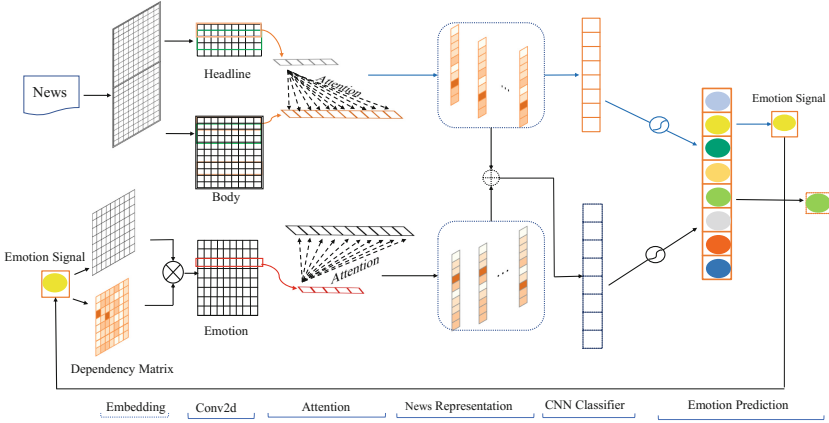 News
Headline
Body
Attention
Emotion Signal
Emotion Signal
Attention
Emotion
Dependency Matrix
Embedding
Conv2d
Attention
News Representation
CNN Classifier
Emotion Prediction